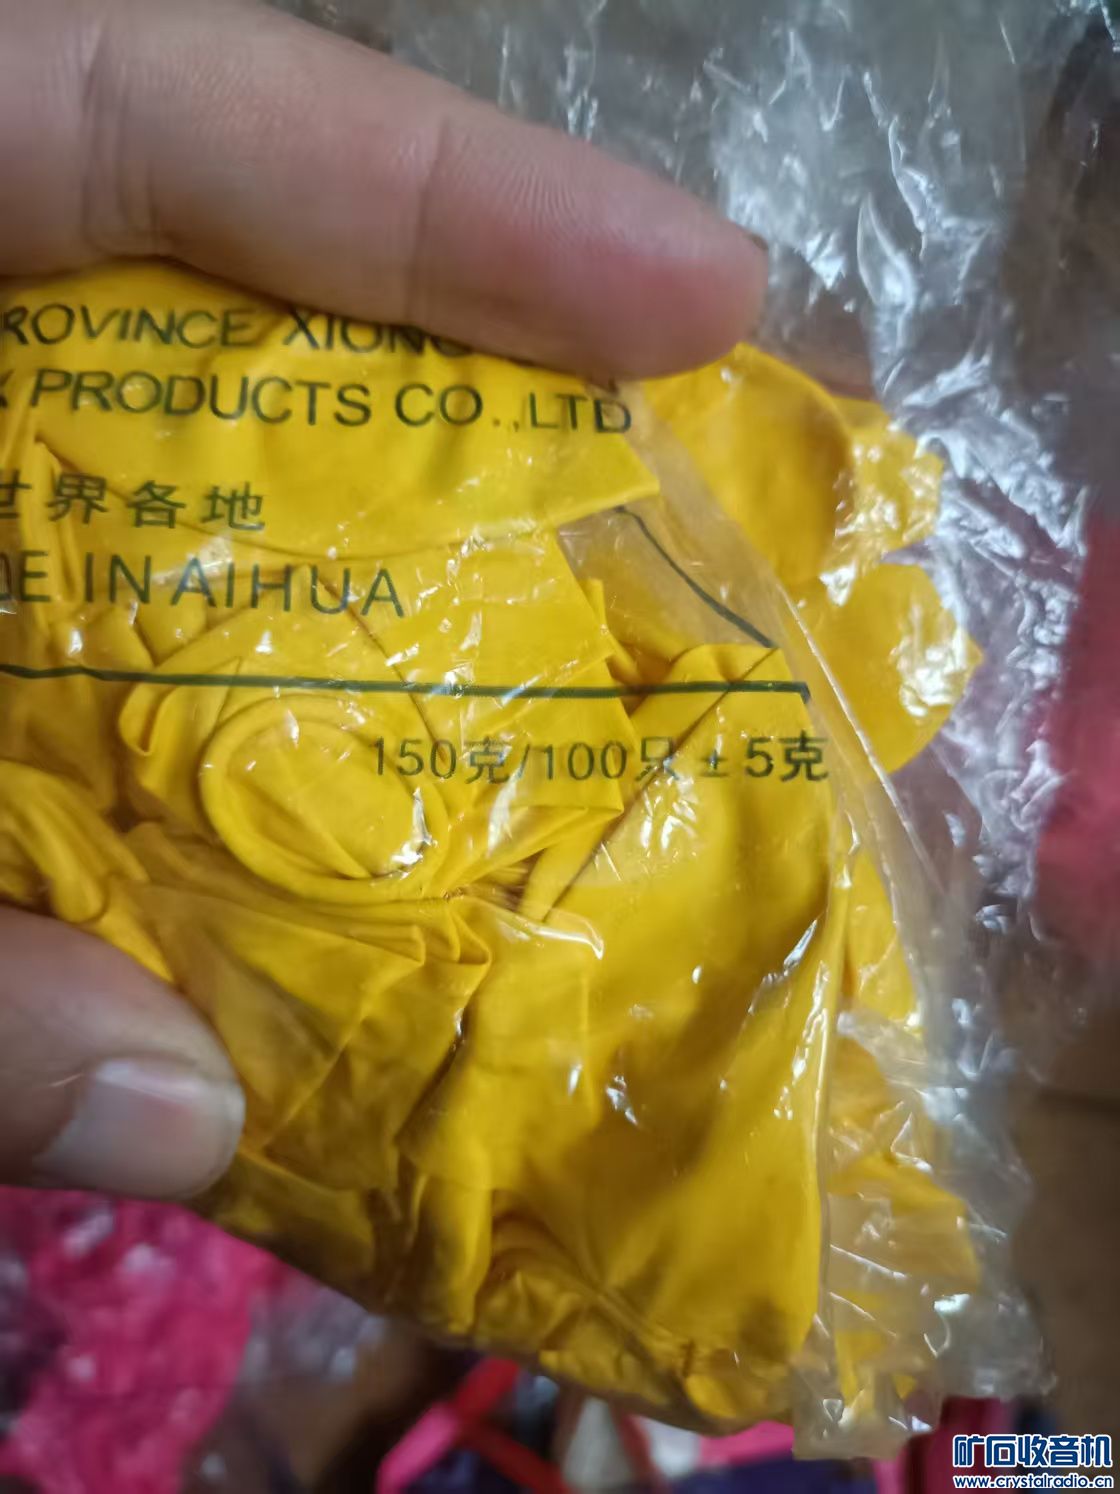 ROVINCE XIONG
X PRODUCTS CO.,LTD
世界各地
DE IN AIHUA
150克/100只±5克
矿石收音机
www.crystalradio.cn